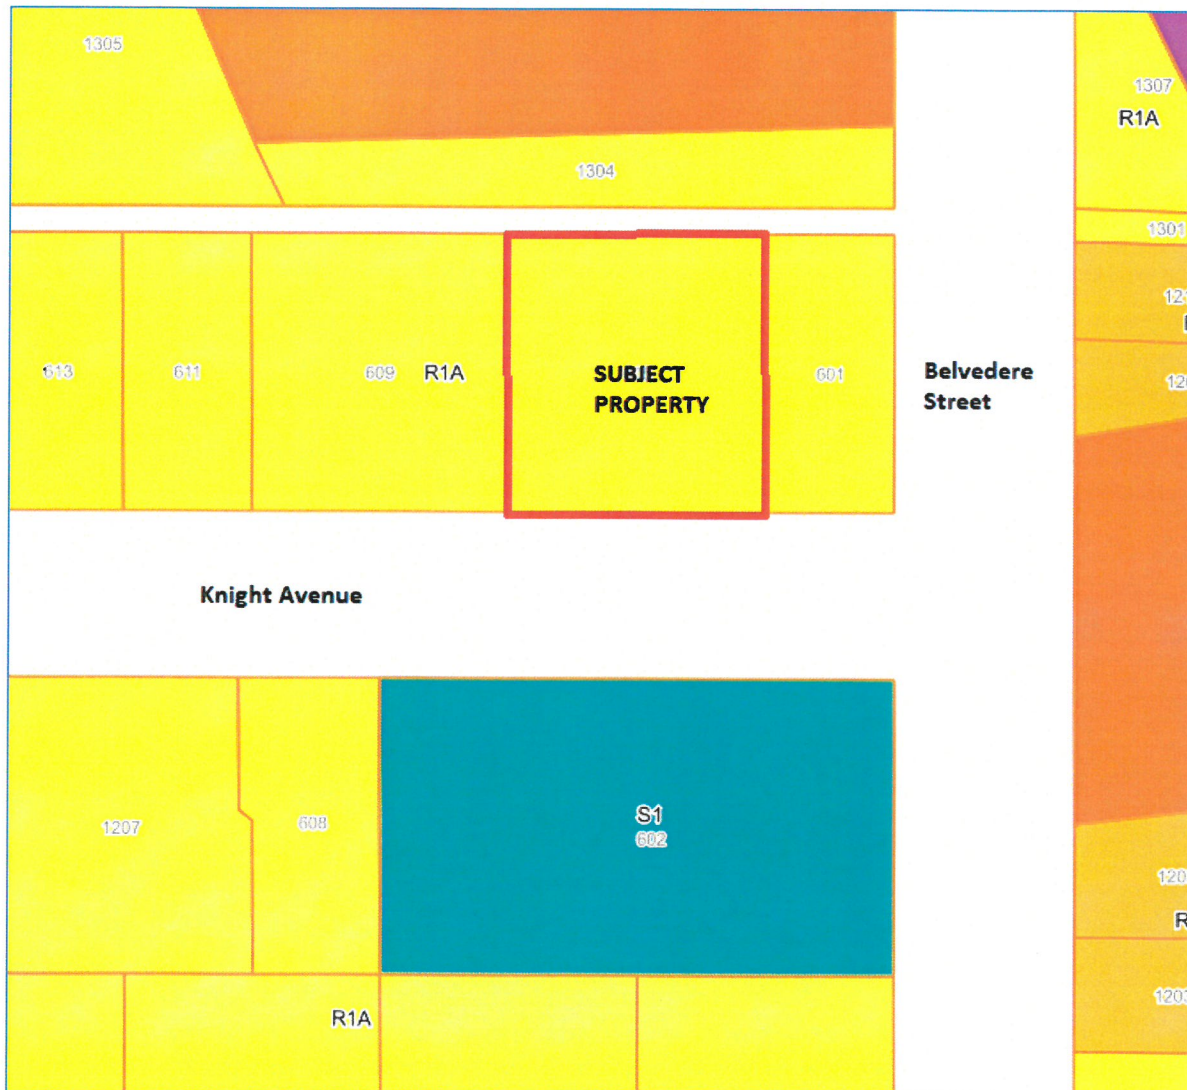 1305
1304
1307
R1A
1301
613
611
609
R1A
SUBJECT
PROPERTY
601
Belvedere
Street
Knight Avenue
1207
608
S1
602
R1A